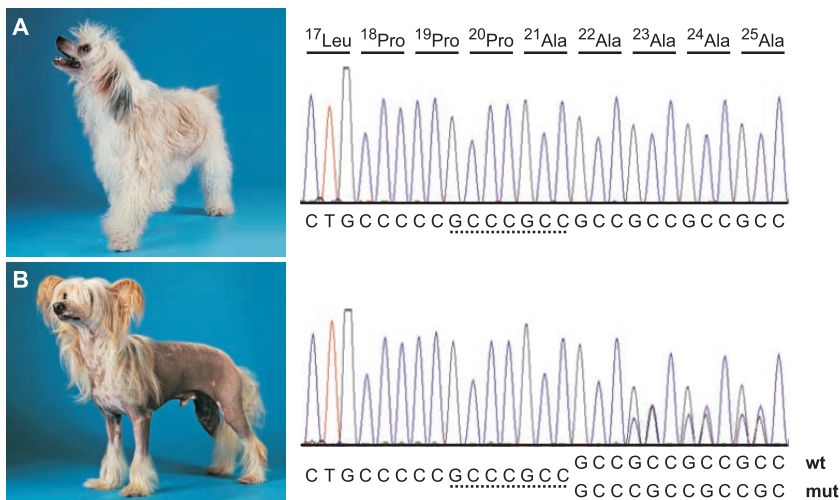 A
17Leu 18Pro 19Pro 20Pro 21Ala 22Ala 23Ala 24Ala 25Ala
C T G C C C C C G C C C G C C G C C G C C G C C G C C
B
G C C G C C G C C G C C wt
C T G C C C C C G C C C G C C
G C C C G C C G C C G C mut